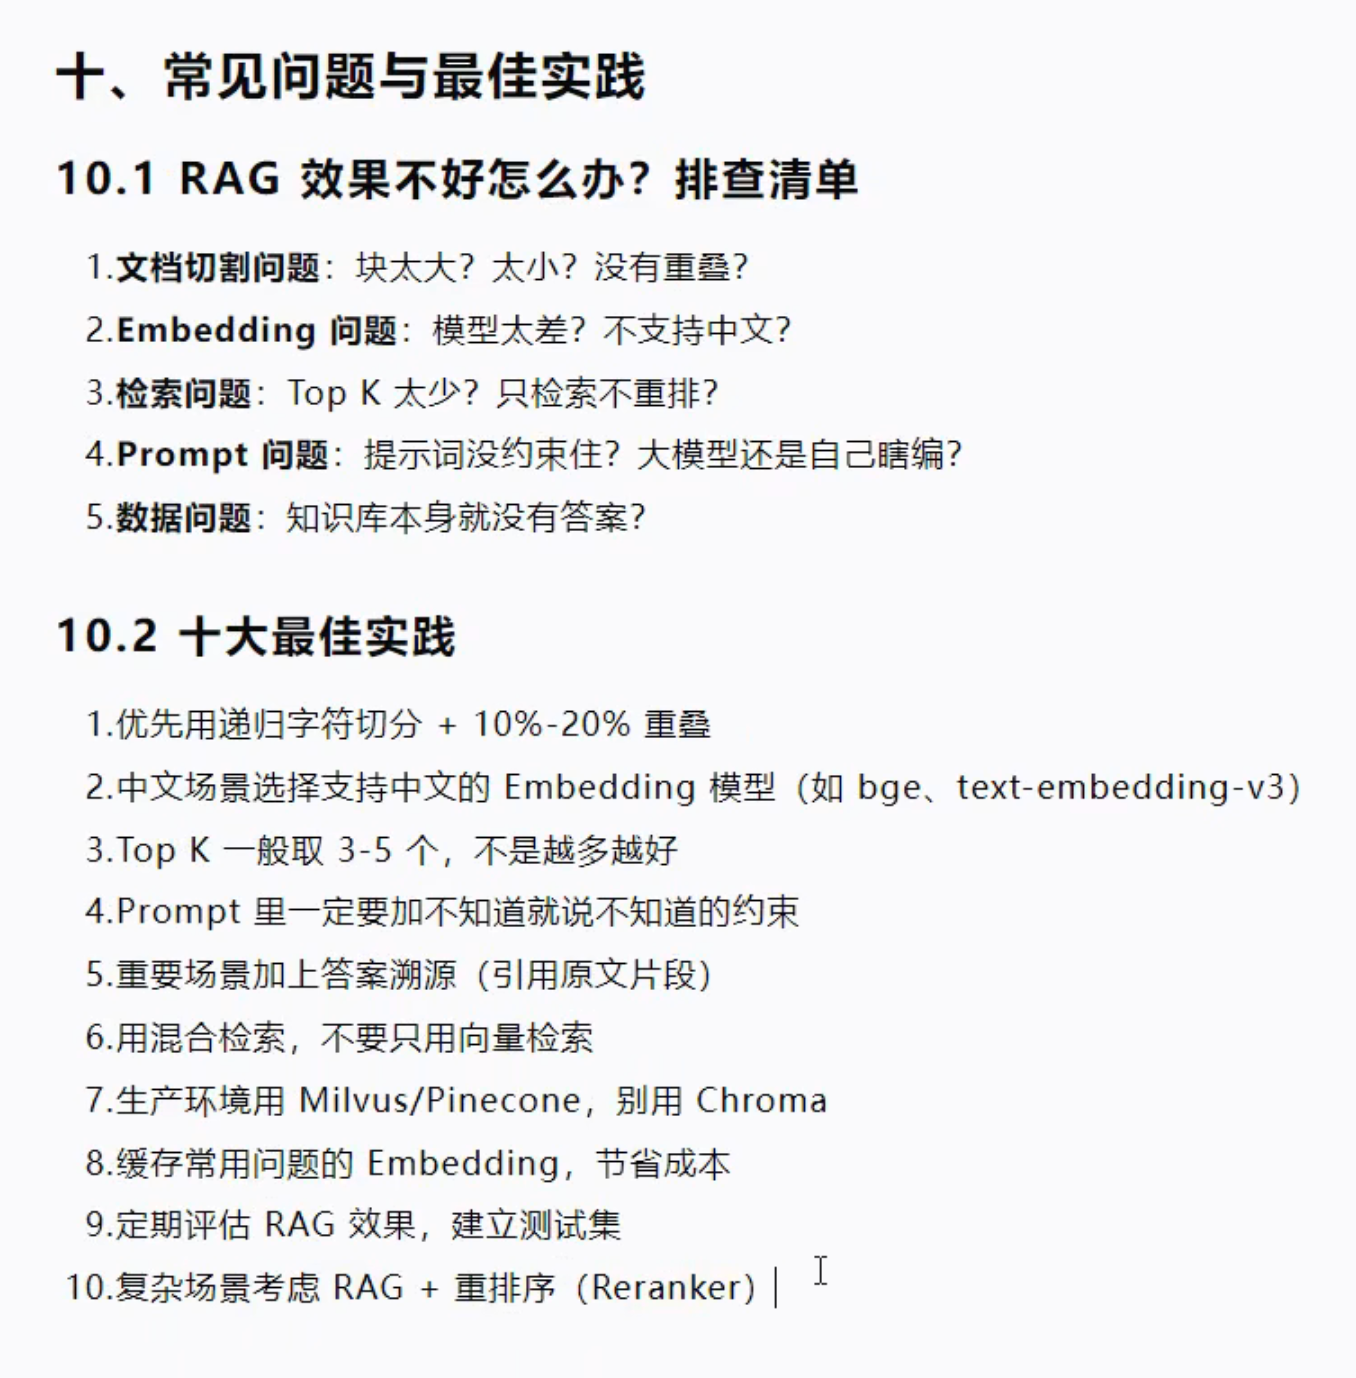 十、常见问题与最佳实践
10.1 RAG 效果不好怎么办？排查清单
1.文档切割问题：块太大？太小？没有重叠？
2.Embedding 问题：模型太差？不支持中文？
3.检索问题：Top K 太少？只检索不重排？
4.Prompt 问题：提示词没约束住？大模型还是自己瞎编？
5.数据问题：知识库本身就没有答案？
10.2 十大最佳实践
1.优先用递归字符切分 + 10%-20% 重叠
2.中文场景选择支持中文的 Embedding 模型（如 bge、text-embedding-v3）
3.Top K 一般取 3-5 个，不是越多越好
4.Prompt 里一定要加不知道就说不知道的约束
5.重要场景加上答案溯源（引用原文片段）
6.用混合检索，不要只用向量检索
7.生产环境用 Milvus/Pinecone，别用 Chroma
8.缓存常用问题的 Embedding，节省成本
9.定期评估 RAG 效果，建立测试集
10.复杂场景考虑 RAG + 重排序（Reranker）